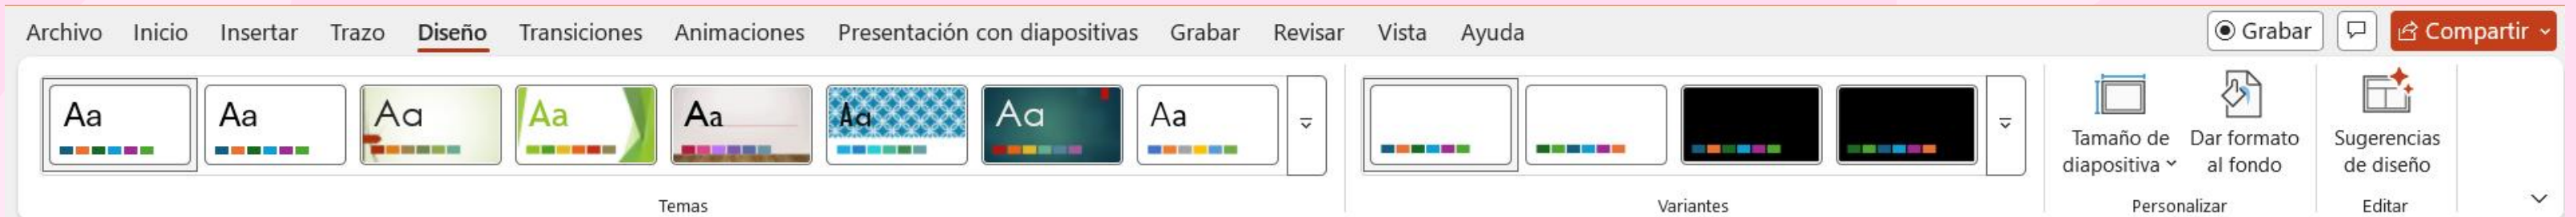 Archivo Inicio Insertar Trazo Diseño Transiciones Animaciones Presentación con diapositivas Grabar Revisar Vista Ayuda Grabar Compartir
Aa Aa Aa Aa Aa Aa Aa Aa
Tamaño de diapositiva
Dar formato al fondo
Sugerencias de diseño
Temas Variantes Personalizar Editar